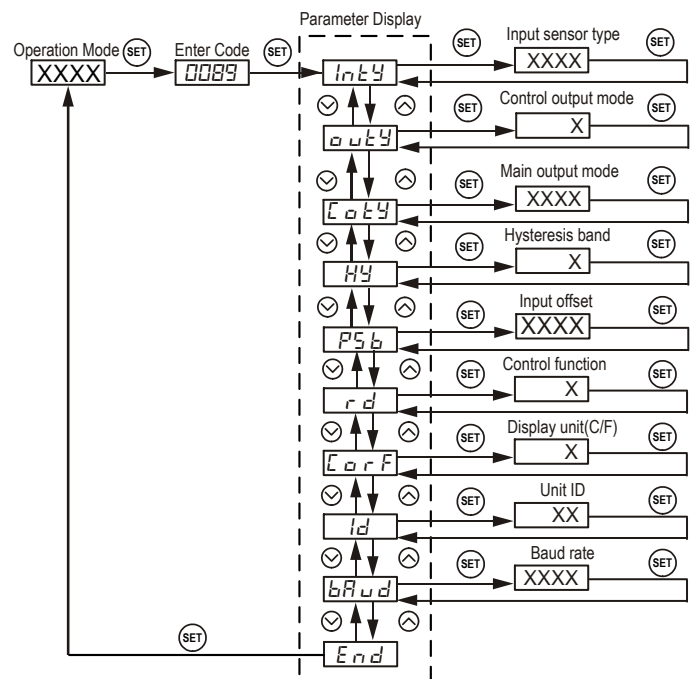 Parameter Display
Operation Mode SET Enter Code SET
XXXX 0089
Inty SET Input sensor type SET
XXXX
outy SET Control output mode SET
X
Coty SET Main output mode SET
XXXX
HY SET Hysteresis band SET
X
PSb SET Input offset SET
XXXX
rd SET Control function SET
X
CorF SET Display unit(C/F) SET
X
Id SET Unit ID SET
XX
bAud SET Baud rate SET
XXXX
SET End